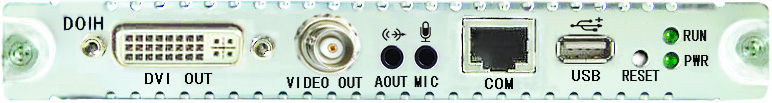 DOIH
DVI OUT
VIDEO OUT
AOUT
MIC
COM
USB
RESET
RUN
PWR